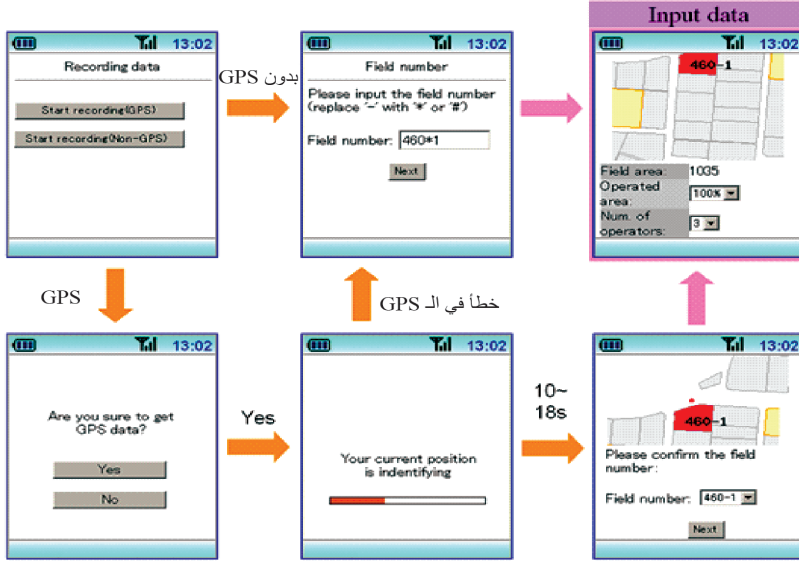 Input data
13:02
Recording data
Start recording(GPS)
Start recording(Non-GPS)
بدون GPS
13:02
Field number
Please input the field number
(replace '-' with '*' or '#')
Field number: 460*1
Next
13:02
460-1
Field area: 1035
Operated
area: 100%
Num. of
operators: 3
GPS
خطأ في الـ GPS
13:02
Are you sure to get
GPS data?
Yes
No
Yes
13:02
Your current position
is indentifying
10~
18s
13:02
460-1
Please confirm the field
number:
Field number: 460-1
Next